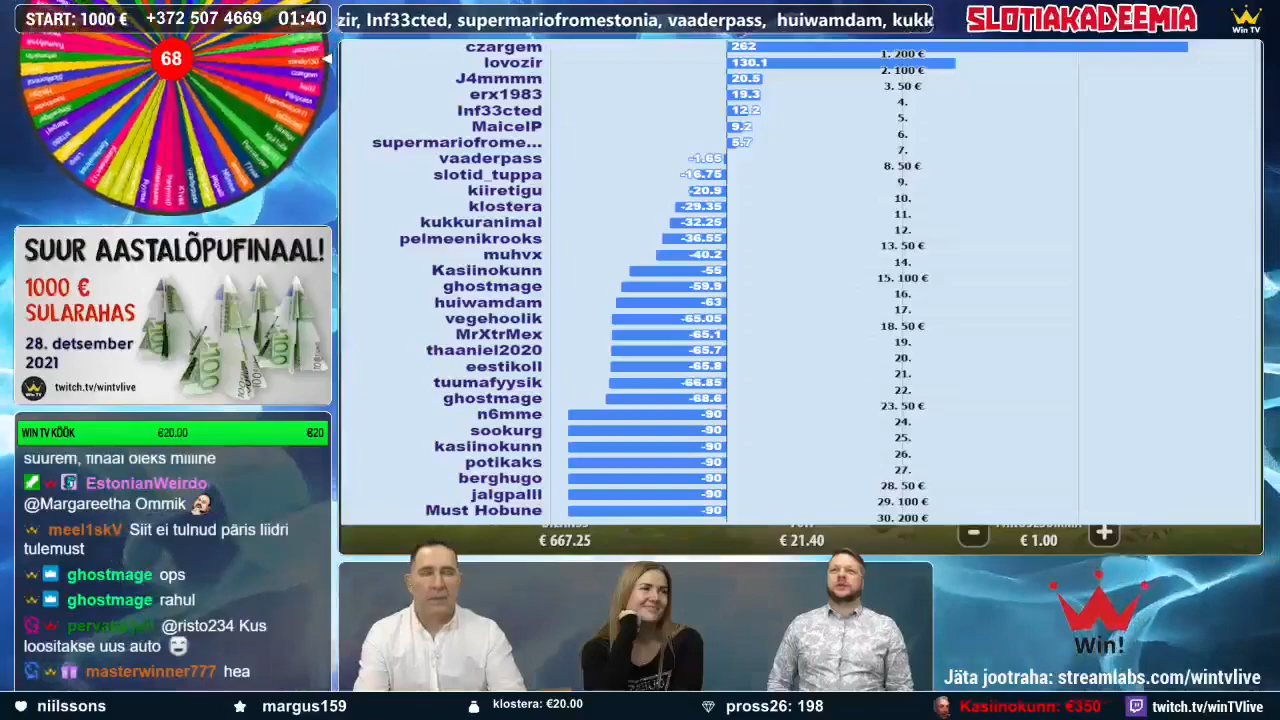 START: 1000 € +372 507 4669 01:40
zir, Inf33cted, supermariofromestonia, vaaderpass, huiwamdam, kukk
SLOTIAKADEEMIA
Win TV
68
SUUR AASTALÕPUFINAAL!
1000 €
SULARAHAS
28. detsember
2021
twitch.tv/wintvlive
WIN TV KÖÖK €20.00 €20
suurem, finaal oleks milline
EstonianWeirdo
@Margareetha Ommik
meel1skV Siit ei tulnud päris liidri
tulemust
ghostmage ops
ghostmage rahul
@risto234 Kus
loositakse uus auto
masterwinner777 hea
czargem 262
1. 200 €
lovozir 130.1
2. 100 €
J4mmmm 20.5
3. 50 €
erx1983 19.3
4.
Inf33cted 12.2
5.
MaicelP 9.2
6.
supermariofrome... 5.7
7.
vaaderpass -1.65
8. 50 €
slotid_tuppa -16.75
9.
kiiretigu -20.9
10.
klostera -29.35
11.
kukkuranimal -32.25
12.
pelmeenikrooks -36.55
13. 50 €
muhvx -40.2
14.
Kasiinokunn -55
15. 100 €
ghostmage -59.9
16.
huiwamdam -63
17.
vegehoolik -65.05
18. 50 €
MrXtrMex -65.1
19.
thaaniel2020 -65.7
20.
eestikoll -65.8
21.
tuumafyysik -66.85
22.
ghostmage -68.6
23. 50 €
n6mme -90
24.
sookurg -90
25.
kasiinokunn -90
26.
potikaks -90
27.
berghugo -90
28. 50 €
jalgpalll -90
29. 100 €
Must Hobune -90
30. 200 €
€ 667.25 € 21.40 - € 1.00 +
Win!
Jäta jootraha: streamlabs.com/wintvlive
niilssons margus159 klostera: €20.00 pross26: 198 Kasiinokunn: €350 twitch.tv/winTVlive